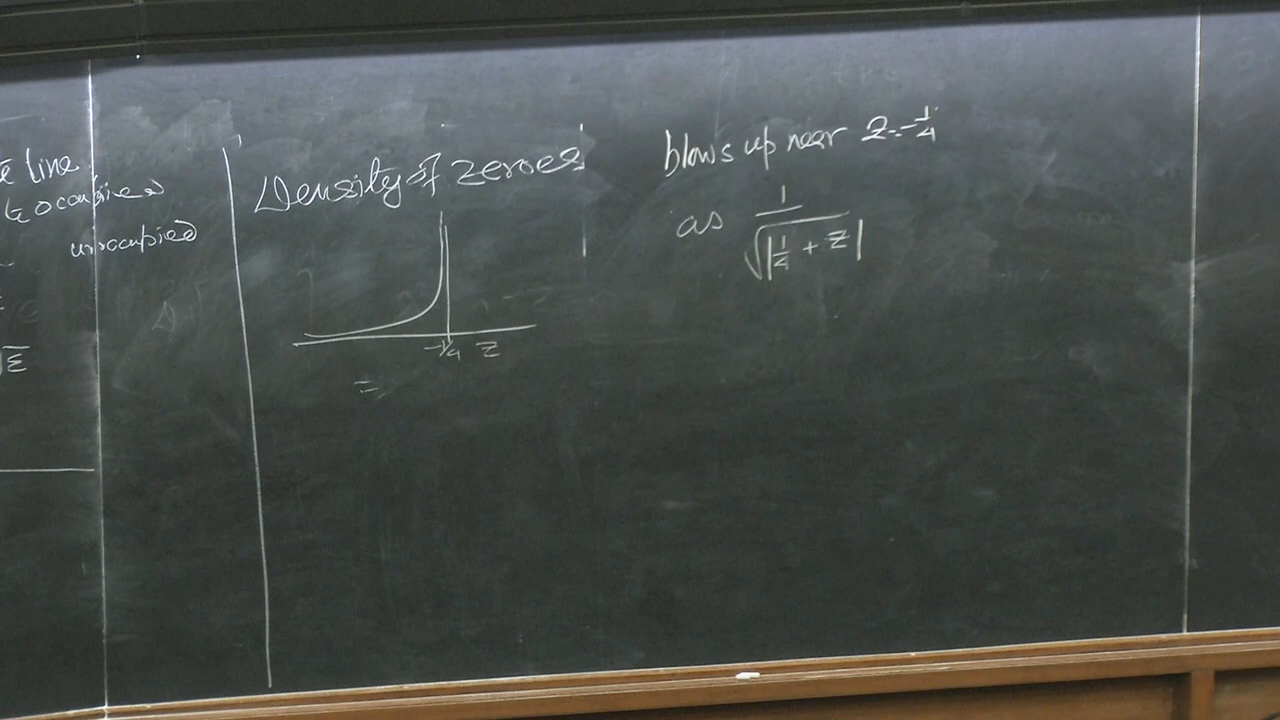 line
occupied
unoccupied
√Σ
Density of zeroes
-1/4 z
blows up near z=-1/4
as 1/√|1/4 + z|